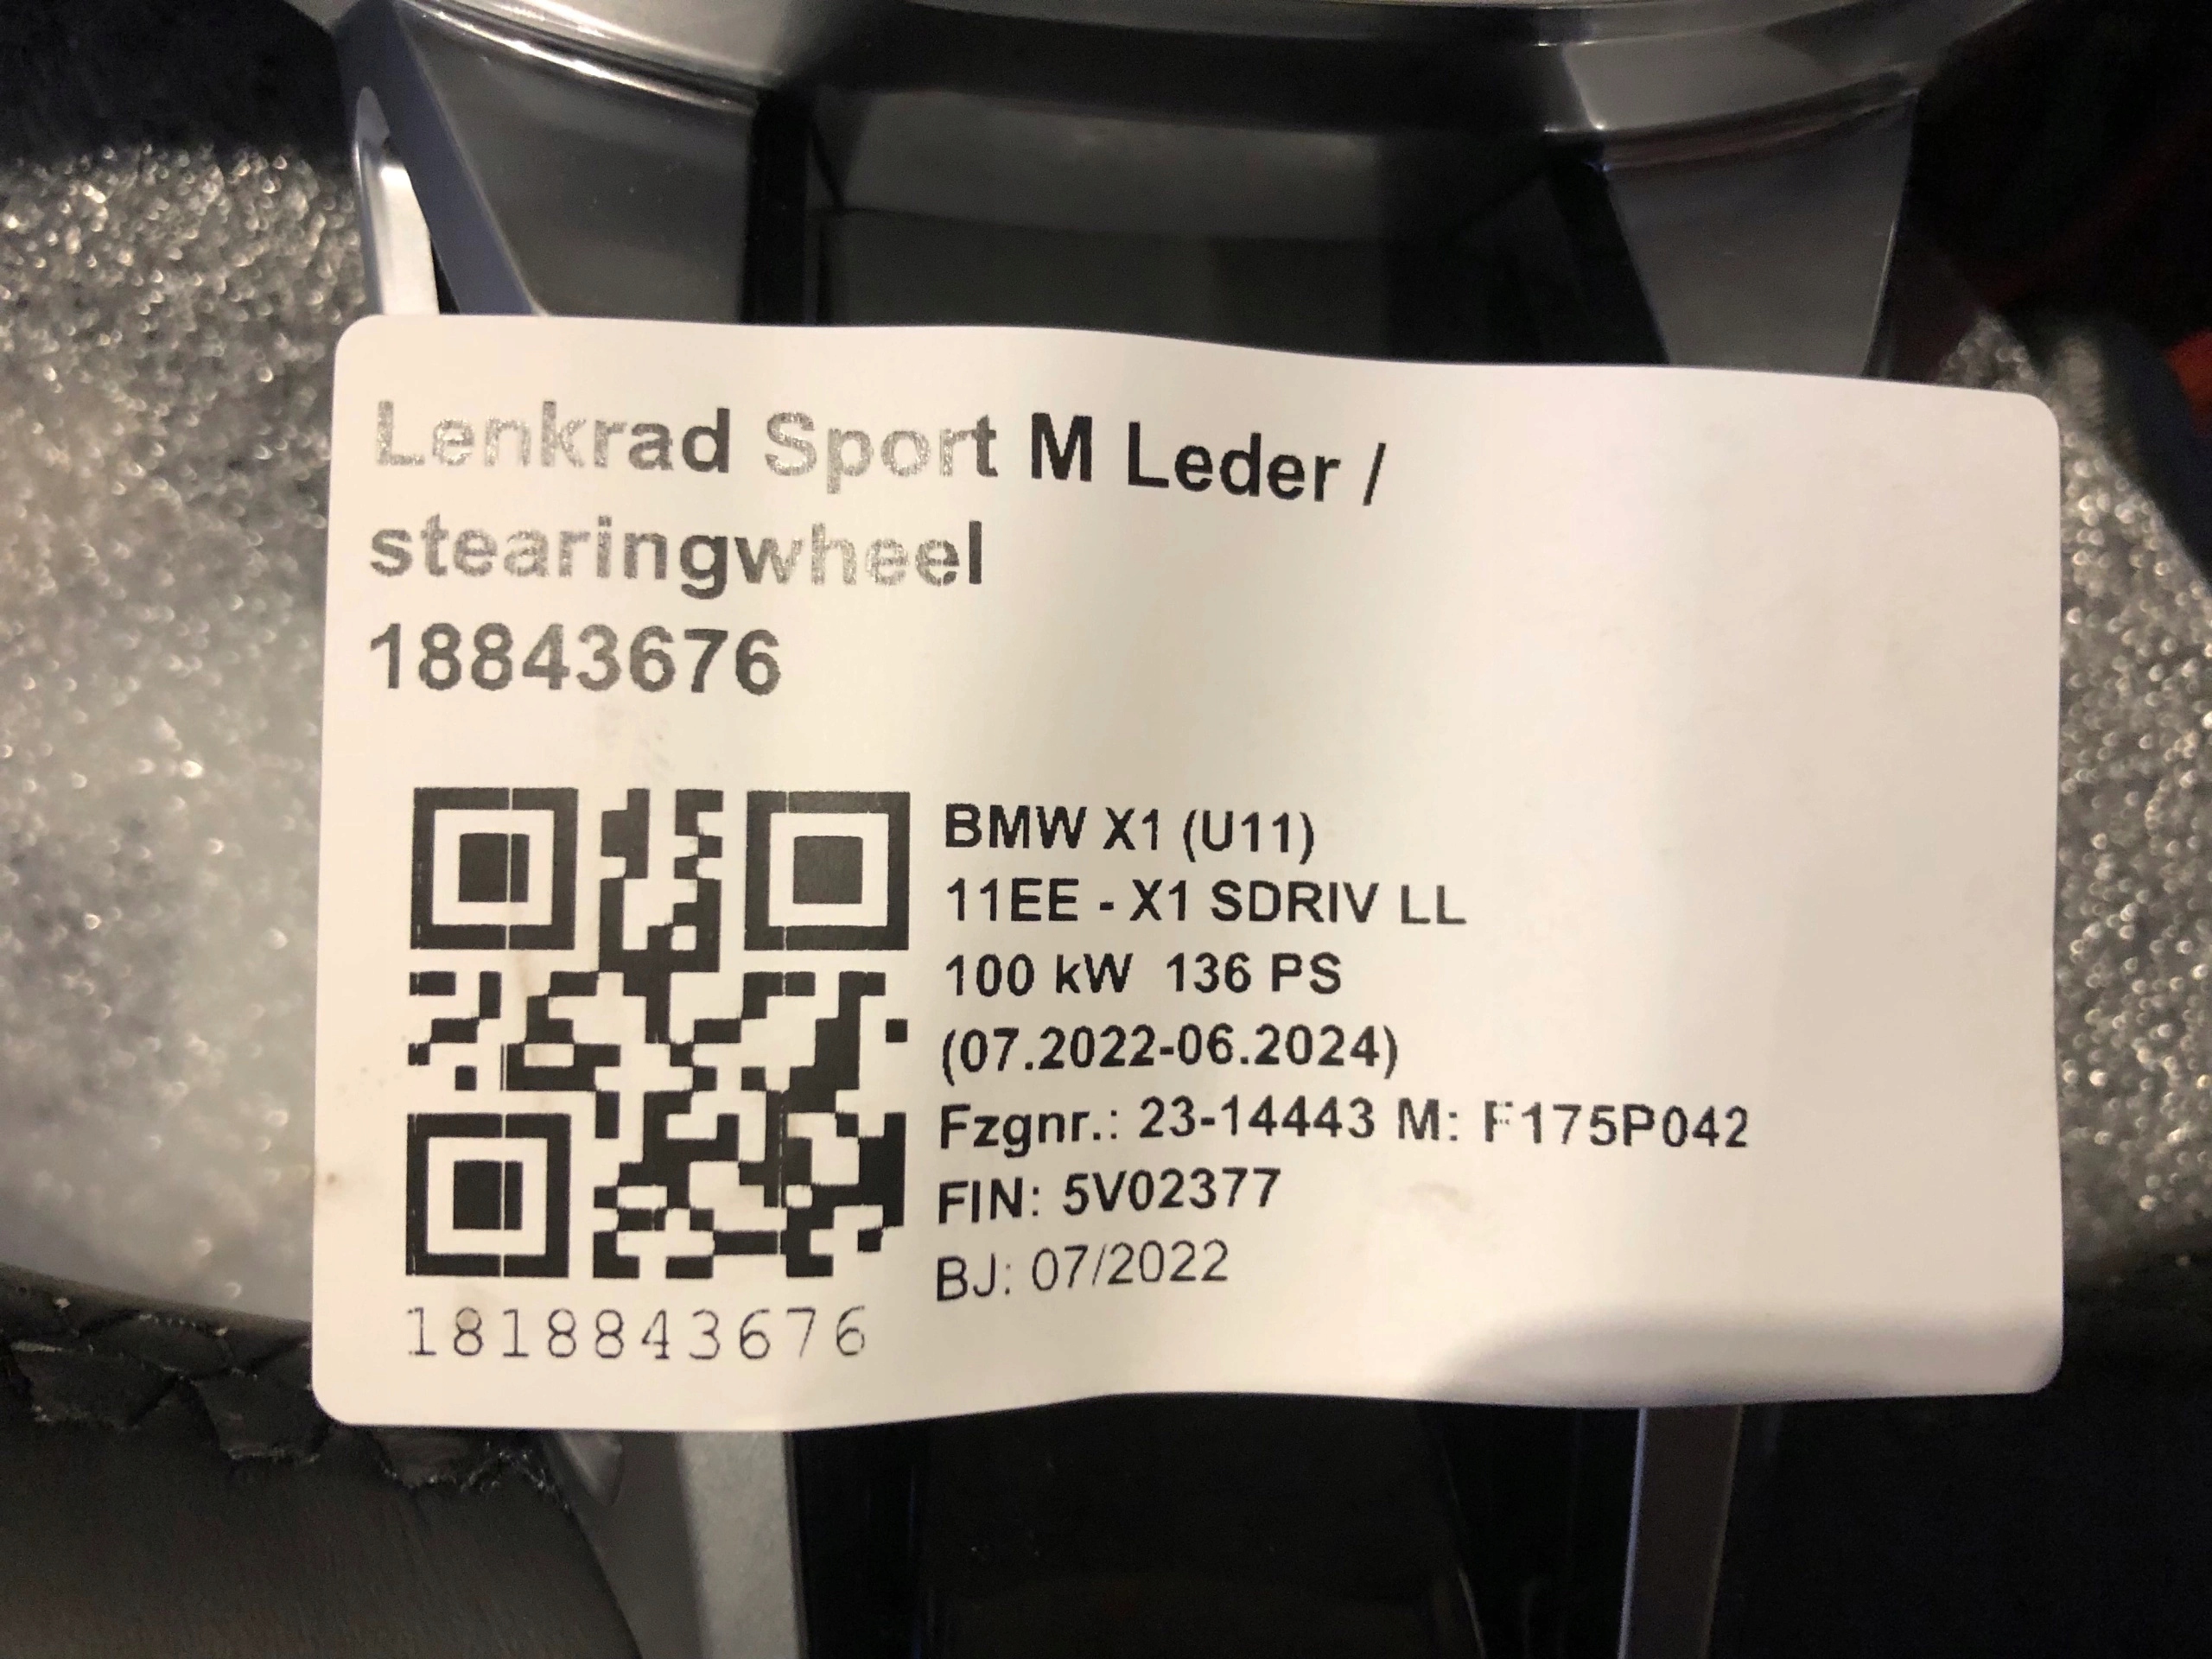 Lenkrad Sport M Leder /
stearingwheel
18843676
BMW X1 (U11)
11EE - X1 SDRIV LL
100 kW 136 PS
(07.2022-06.2024)
Fzgnr.: 23-14443 M: F175P042
FIN: 5V02377
BJ: 07/2022
1818843676